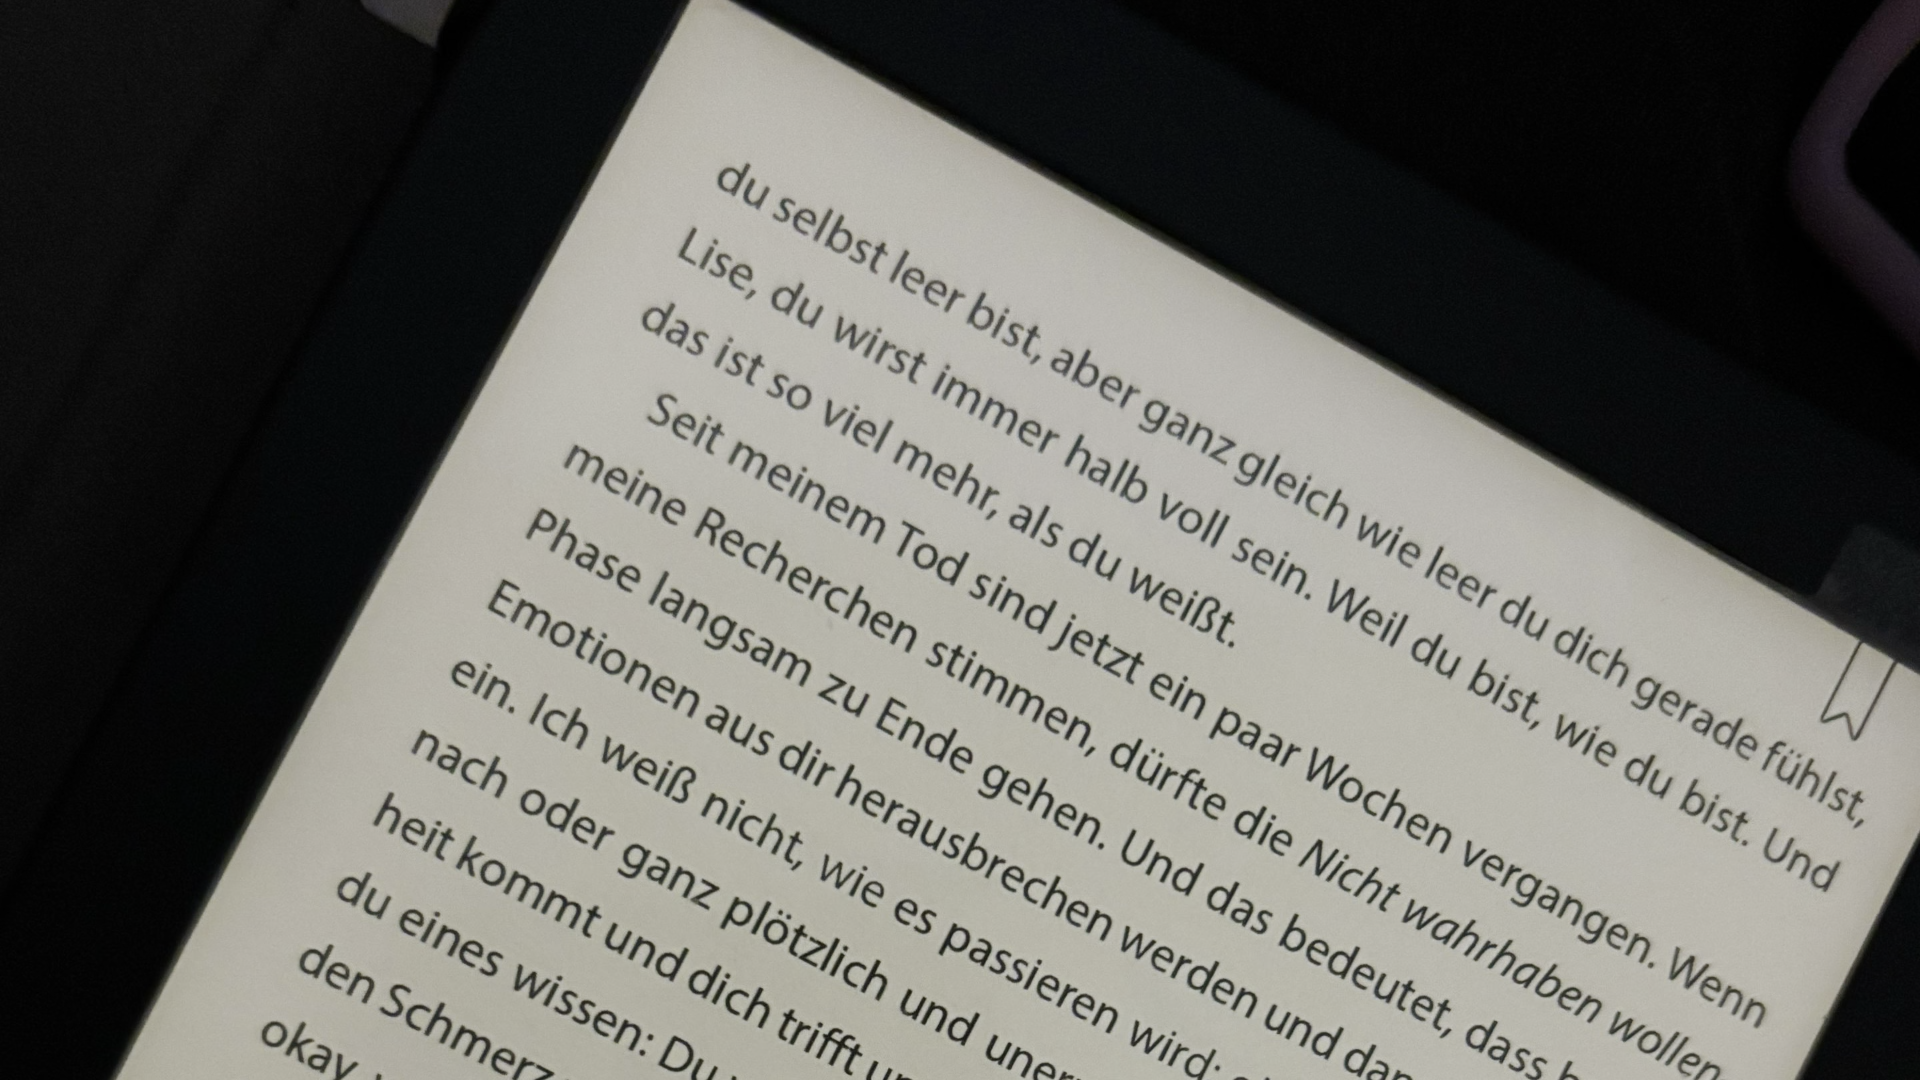 du selbst leer bist, aber ganz gleich wie leer du dich gerade fühlst,
Lise, du wirst immer halb voll sein. Weil du bist, wie du bist. Und
das ist so viel mehr, als du weißt.
Seit meinem Tod sind jetzt ein paar Wochen vergangen. Wenn
meine Recherchen stimmen, dürfte die Nicht wahrhaben wollen
Phase langsam zu Ende gehen. Und das bedeutet, dass
Emotionen aus dir herausbrechen werden und
ein. Ich weiß nicht, wie es passieren wird:
nach oder ganz plötzlich und
heit kommt und dich trifft
du eines wissen: Du
den
okay